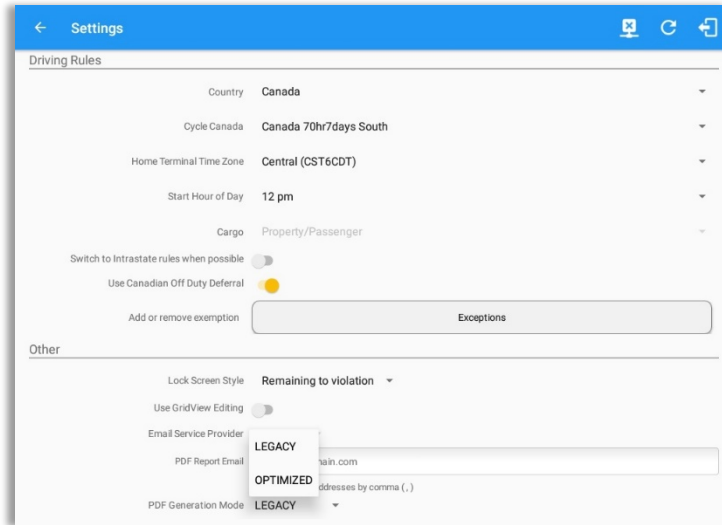 Settings
Driving Rules
Country Canada
Cycle Canada Canada 70hr7days South
Home Terminal Time Zone Central (CST6CDT)
Start Hour of Day 12 pm
Cargo Property/Passenger
Switch to Intrastate rules when possible
Use Canadian Off Duty Deferral
Add or remove exemption Exceptions
Other
Lock Screen Style Remaining to violation
Use GridView Editing
Email Service Provider
LEGACY
PDF Report Email .com
OPTIMIZED
by comma ( , )
PDF Generation Mode LEGACY